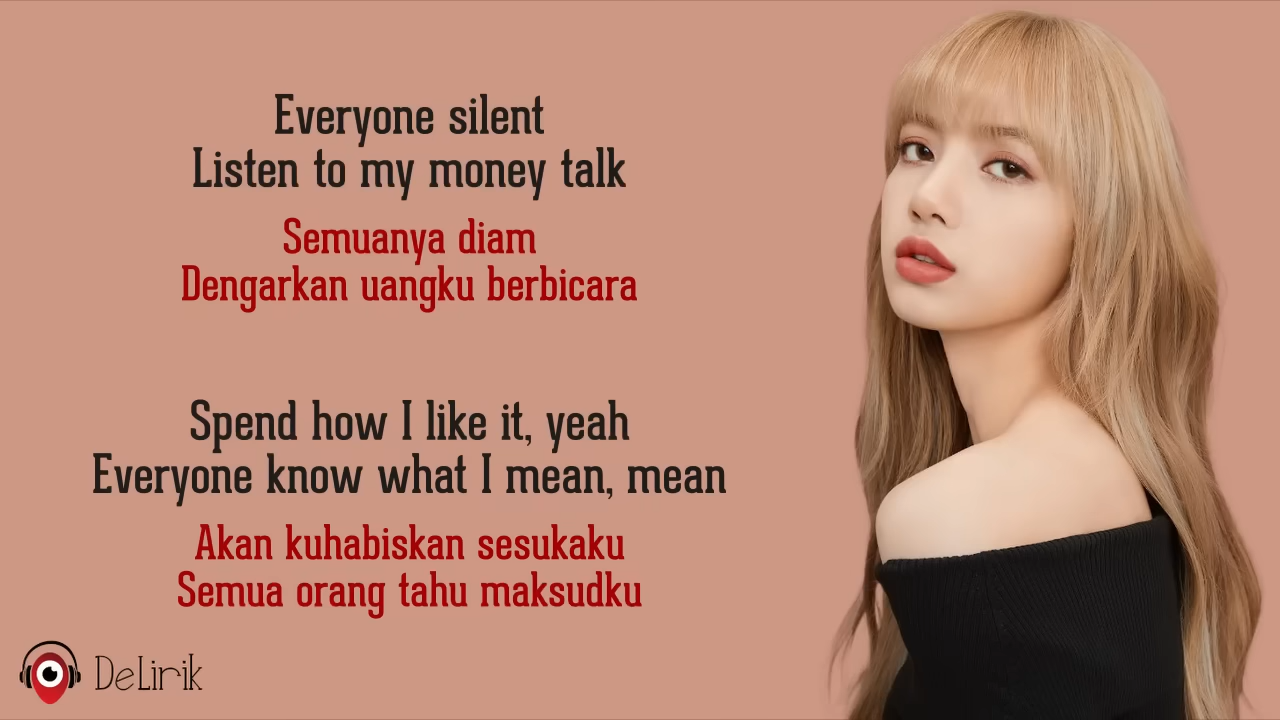 Everyone silent
Listen to my money talk
Semuanya diam
Dengarkan uangku berbicara
Spend how I like it, yeah
Everyone know what I mean, mean
Akan kuhabiskan sesukaku
Semua orang tahu maksudku
DeLirik